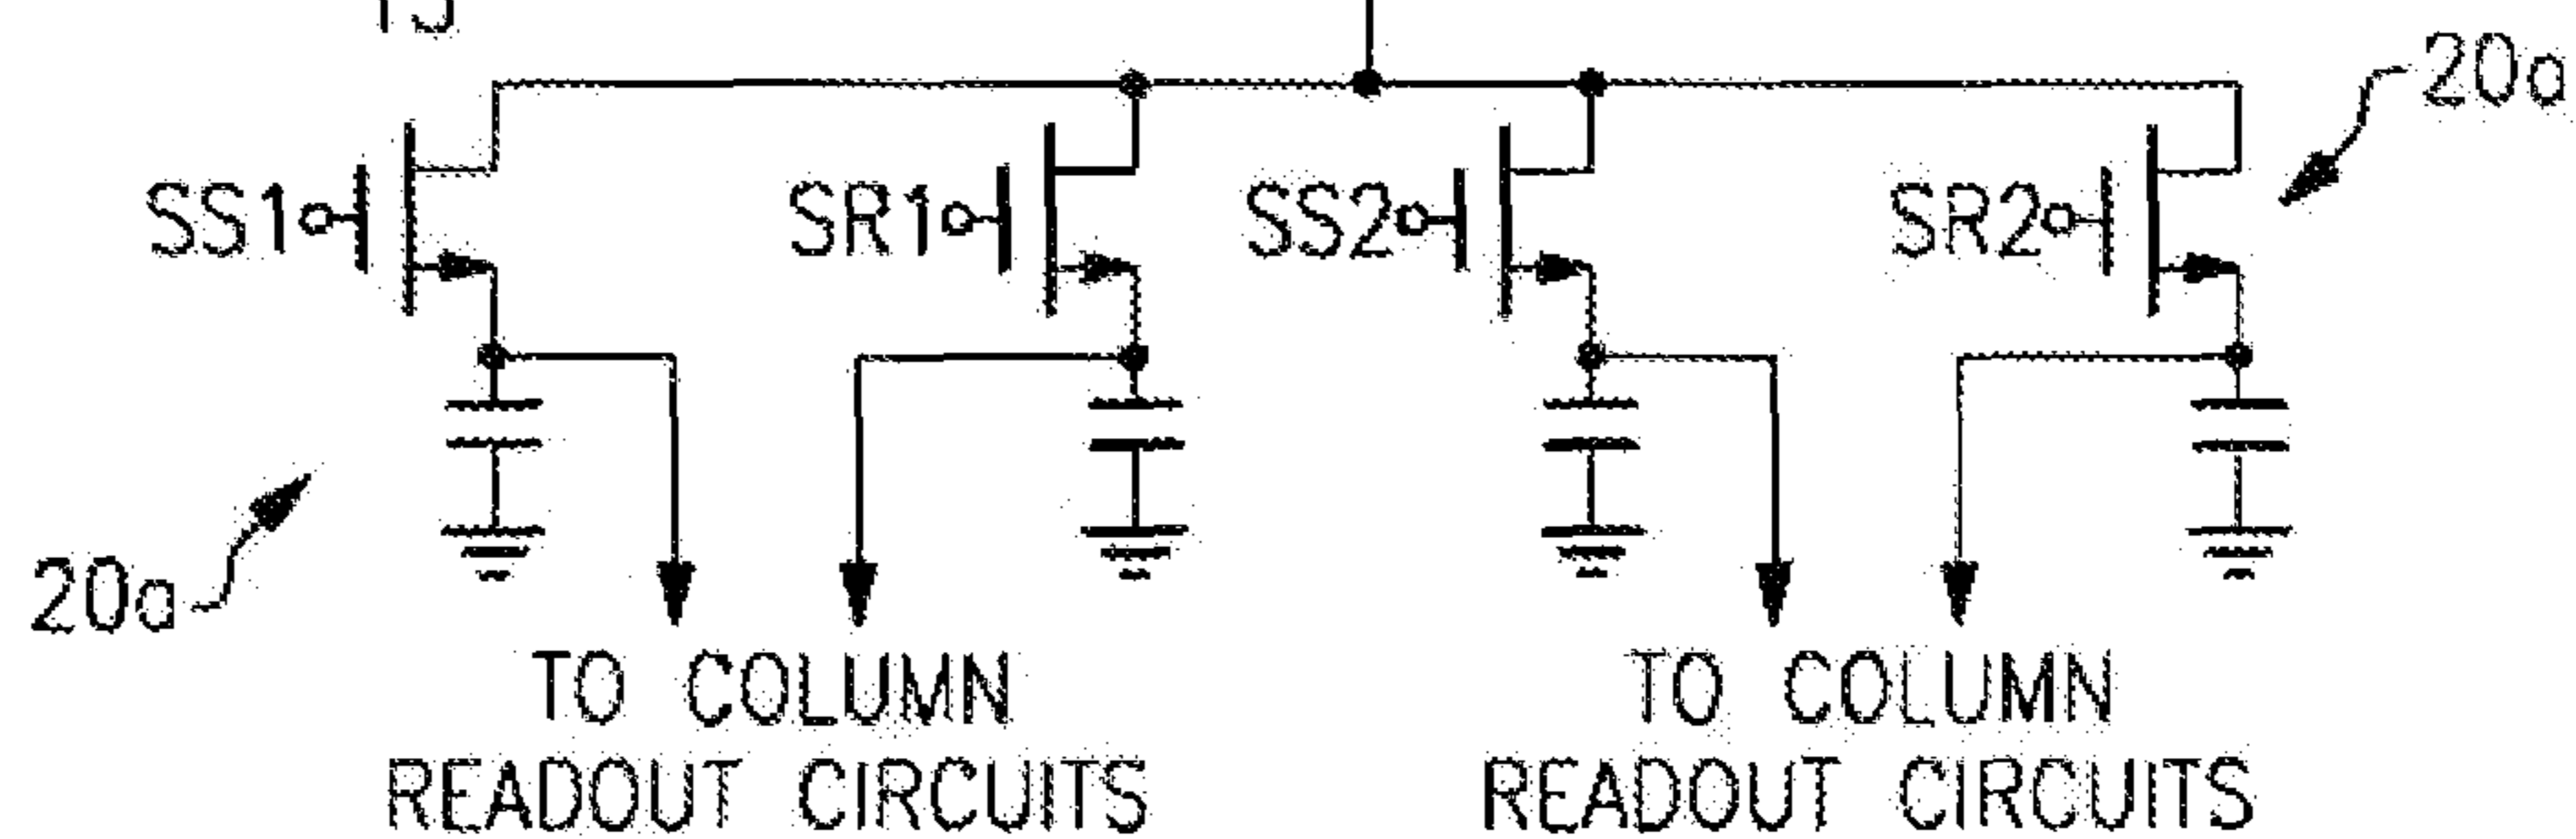 20a
SS1
SR1
SS2
SR2
20a
TO COLUMN
READOUT CIRCUITS
TO COLUMN
READOUT CIRCUITS